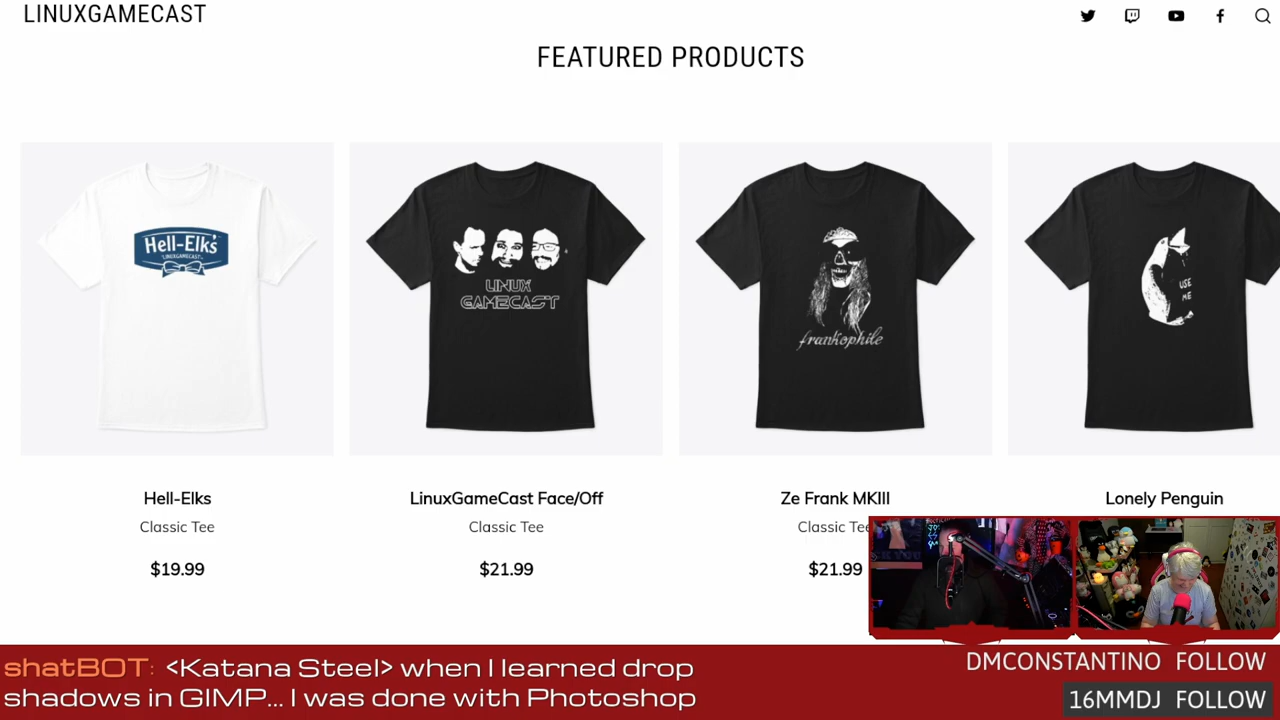 LINUXGAMECAST
FEATURED PRODUCTS
Hell-Elks
LINUXGAMECAST
LINUX
GAMECAST
frankophile
USE
ME
Hell-Elks
Classic Tee
$19.99
LinuxGameCast Face/Off
Classic Tee
$21.99
Ze Frank MKIII
Classic Tee
$21.99
Lonely Penguin
shatBOT: <Katana Steel> when I learned drop
shadows in GIMP... I was done with Photoshop
DMCONSTANTINO FOLLOW
16MMDJ FOLLOW